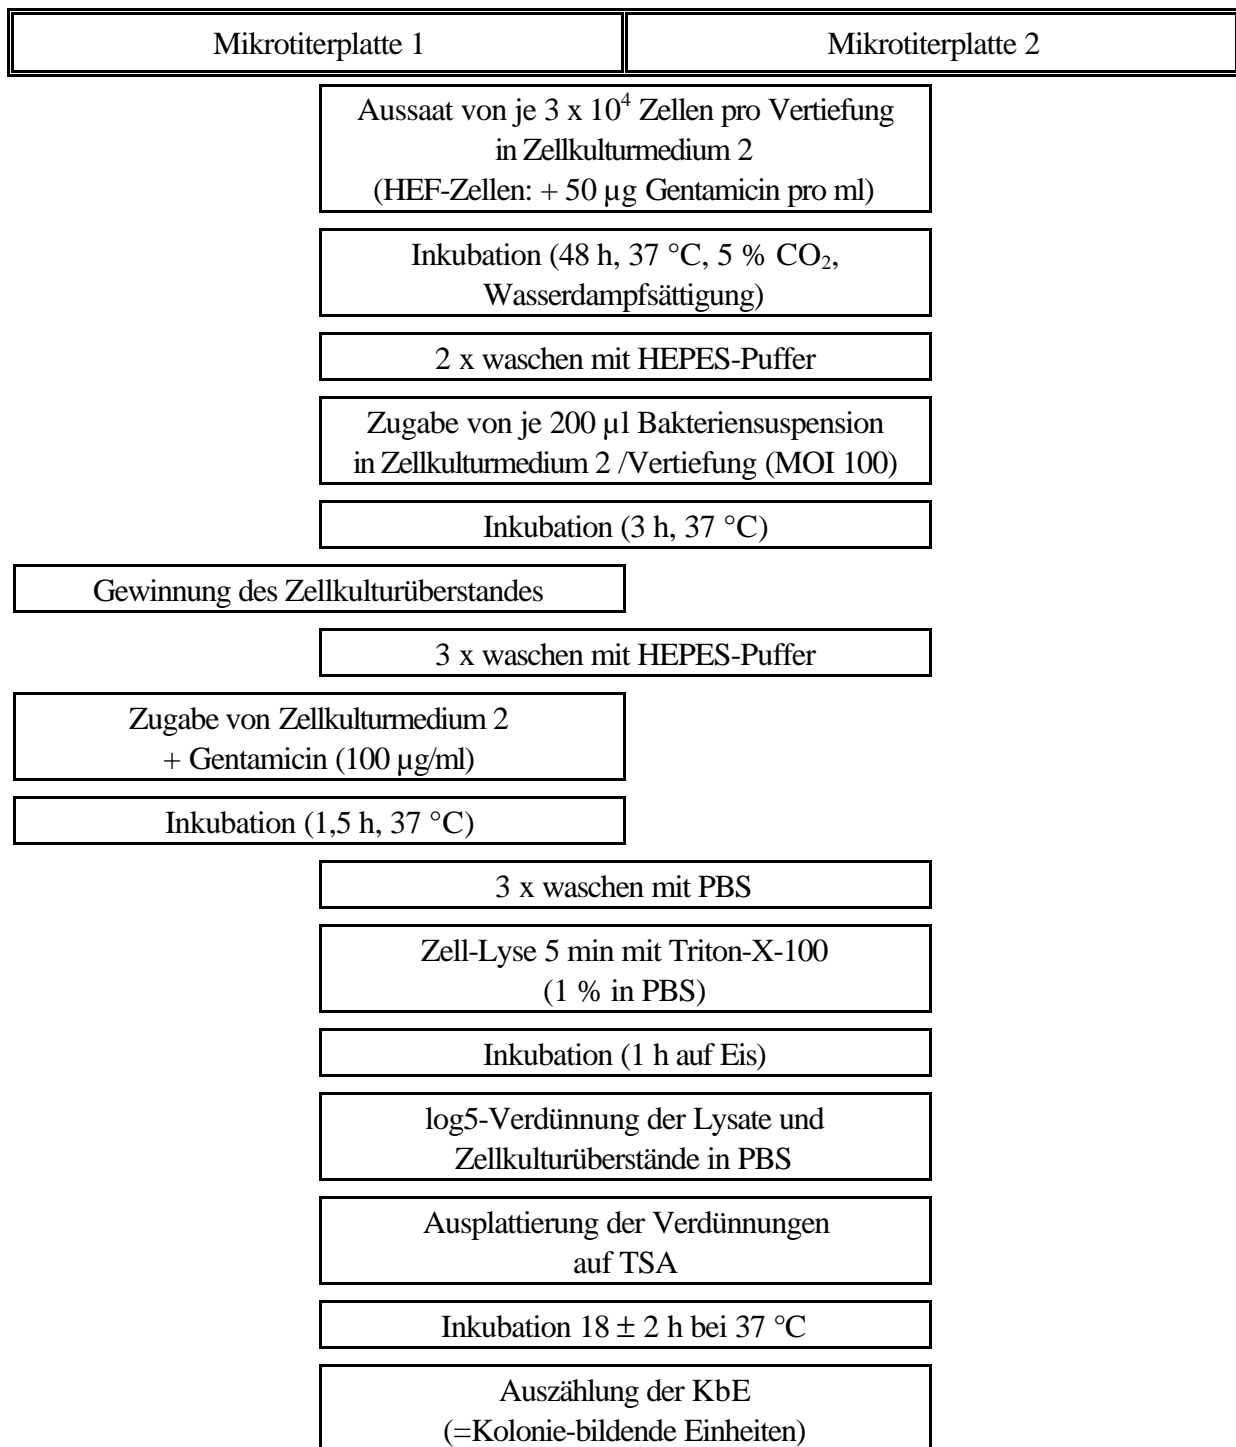 Mikrotiterplatte 1
Mikrotiterplatte 2
Aussaat von je 3 x 10⁴ Zellen pro Vertiefung
in Zellkulturmedium 2
(HEF-Zellen: + 50 µg Gentamicin pro ml)
Inkubation (48 h, 37 °C, 5 % CO₂,
Wasserdampfsättigung)
2 x waschen mit HEPES-Puffer
Zugabe von je 200 µl Bakteriensuspension
in Zellkulturmedium 2 /Vertiefung (MOI 100)
Inkubation (3 h, 37 °C)
Gewinnung des Zellkulturüberstandes
3 x waschen mit HEPES-Puffer
Zugabe von Zellkulturmedium 2
+ Gentamicin (100 µg/ml)
Inkubation (1,5 h, 37 °C)
3 x waschen mit PBS
Zell-Lyse 5 min mit Triton-X-100
(1 % in PBS)
Inkubation (1 h auf Eis)
log5-Verdünnung der Lysate und
Zellkulturüberstände in PBS
Ausplattierung der Verdünnungen
auf TSA
Inkubation 18 ± 2 h bei 37 °C
Auszählung der KbE
(=Kolonie-bildende Einheiten)